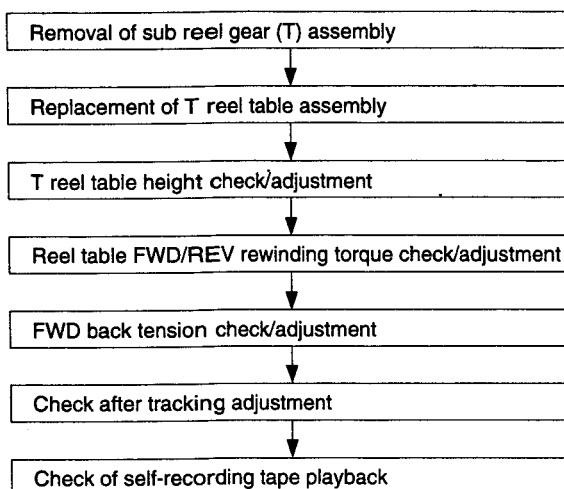 Removal of sub reel gear (T) assembly
Replacement of T reel table assembly
T reel table height check/adjustment
Reel table FWD/REV rewinding torque check/adjustment
FWD back tension check/adjustment
Check after tracking adjustment
Check of self-recording tape playback